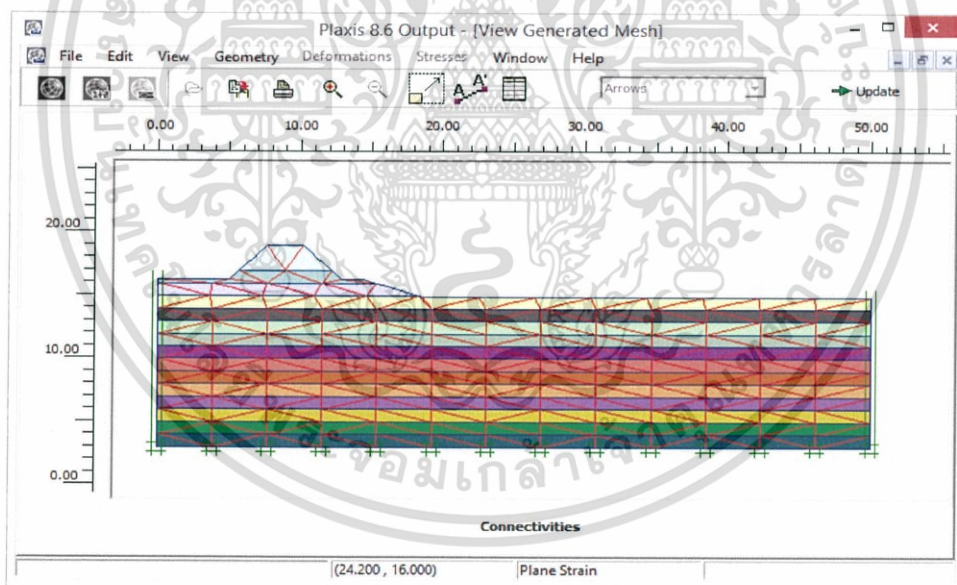 Plaxis 8.6 Output - [View Generated Mesh]
File Edit View Geometry Deformations Stresses Window Help
Arrows Update
0.00 10.00 20.00 30.00 40.00 50.00
20.00
10.00
0.00
Connectivities
(24.200 , 16.000) Plane Strain